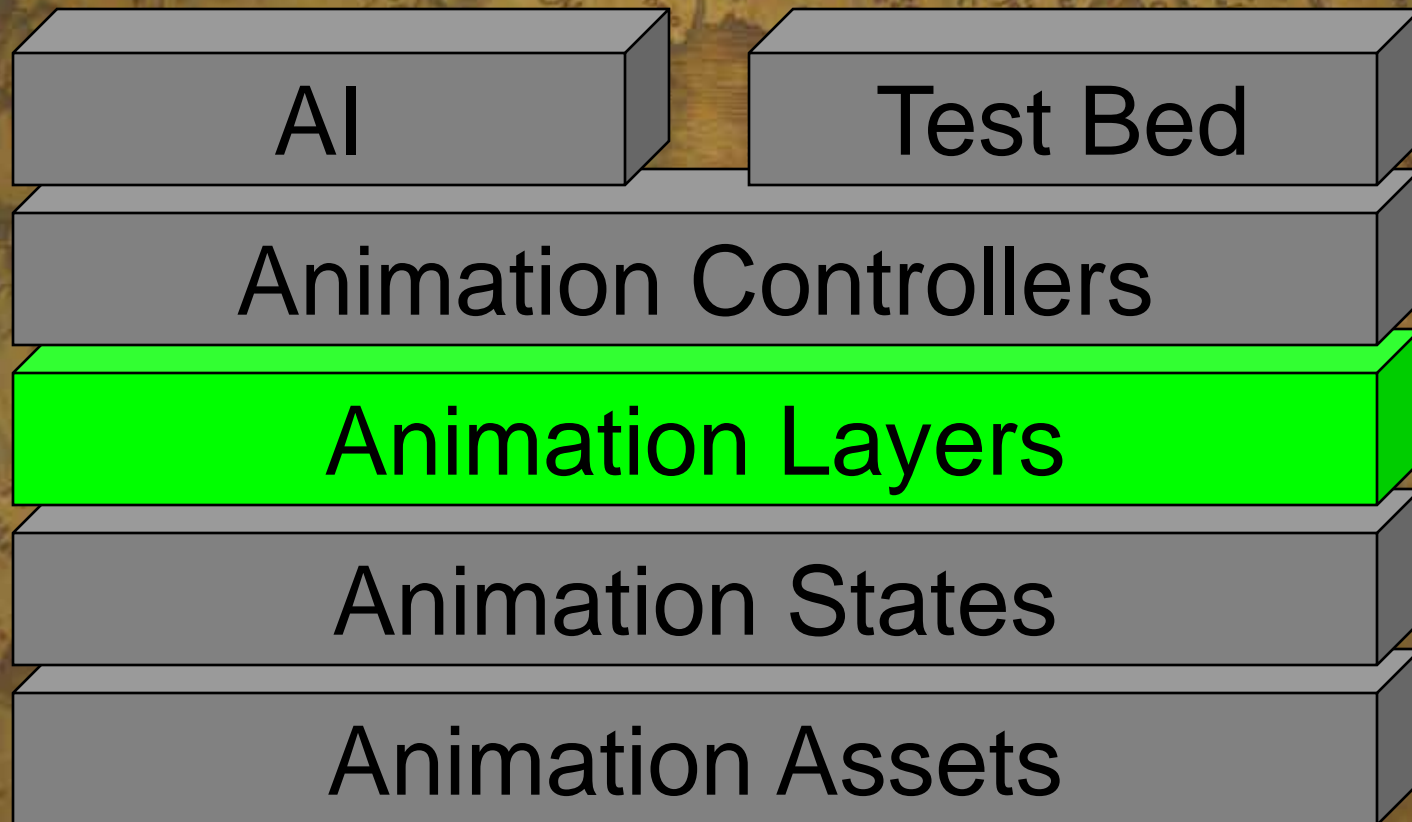 AI
Test Bed
Animation Controllers
Animation Layers
Animation States
Animation Assets